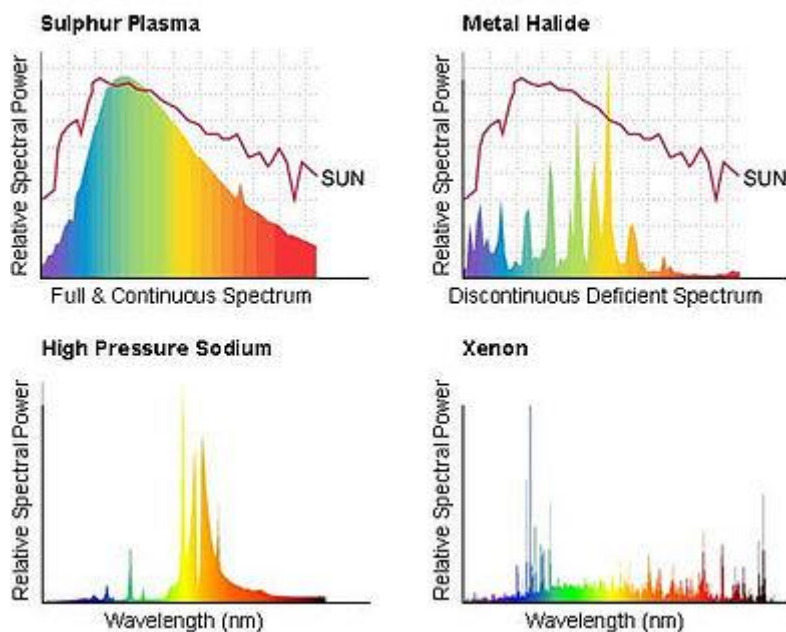 Sulphur Plasma
Relative Spectral Power
SUN
Full & Continuous Spectrum
Metal Halide
Relative Spectral Power
SUN
Discontinuous Deficient Spectrum
High Pressure Sodium
Relative Spectral Power
Wavelength (nm)
Xenon
Relative Spectral Power
Wavelength (nm)